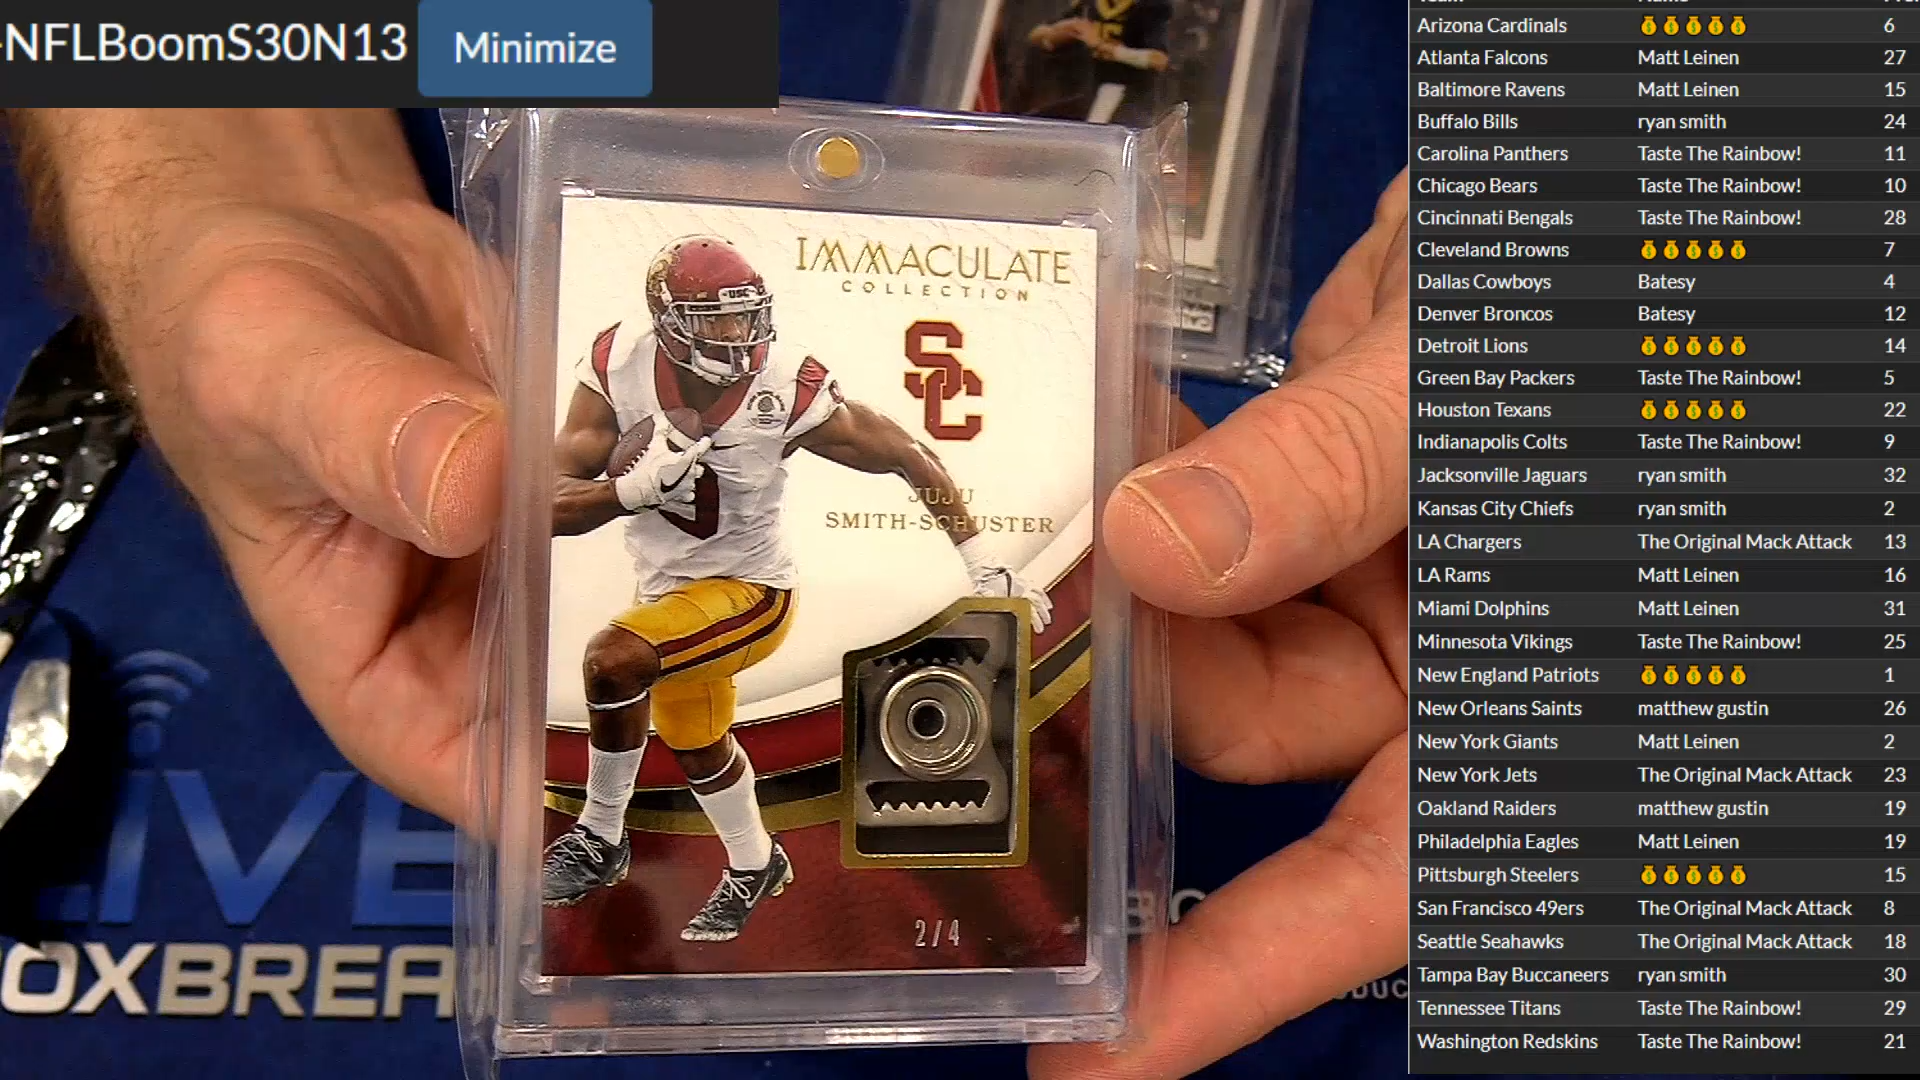 -NFLBoomS30N13 Minimize
IMMACULATE
COLLECTION
USC
SC
JUJU
SMITH-SCHUSTER
2/4
LIVE
OXBREA
Arizona Cardinals 💰💰💰💰💰 6
Atlanta Falcons Matt Leinen 27
Baltimore Ravens Matt Leinen 15
Buffalo Bills ryan smith 24
Carolina Panthers Taste The Rainbow! 11
Chicago Bears Taste The Rainbow! 10
Cincinnati Bengals Taste The Rainbow! 28
Cleveland Browns 💰💰💰💰💰 7
Dallas Cowboys Batesy 4
Denver Broncos Batesy 12
Detroit Lions 💰💰💰💰💰 14
Green Bay Packers Taste The Rainbow! 5
Houston Texans 💰💰💰💰💰 22
Indianapolis Colts Taste The Rainbow! 9
Jacksonville Jaguars ryan smith 32
Kansas City Chiefs ryan smith 2
LA Chargers The Original Mack Attack 13
LA Rams Matt Leinen 16
Miami Dolphins Matt Leinen 31
Minnesota Vikings Taste The Rainbow! 25
New England Patriots 💰💰💰💰💰 1
New Orleans Saints matthew gustin 26
New York Giants Matt Leinen 2
New York Jets The Original Mack Attack 23
Oakland Raiders matthew gustin 19
Philadelphia Eagles Matt Leinen 19
Pittsburgh Steelers 💰💰💰💰💰 15
San Francisco 49ers The Original Mack Attack 8
Seattle Seahawks The Original Mack Attack 18
Tampa Bay Buccaneers ryan smith 30
Tennessee Titans Taste The Rainbow! 29
Washington Redskins Taste The Rainbow! 21